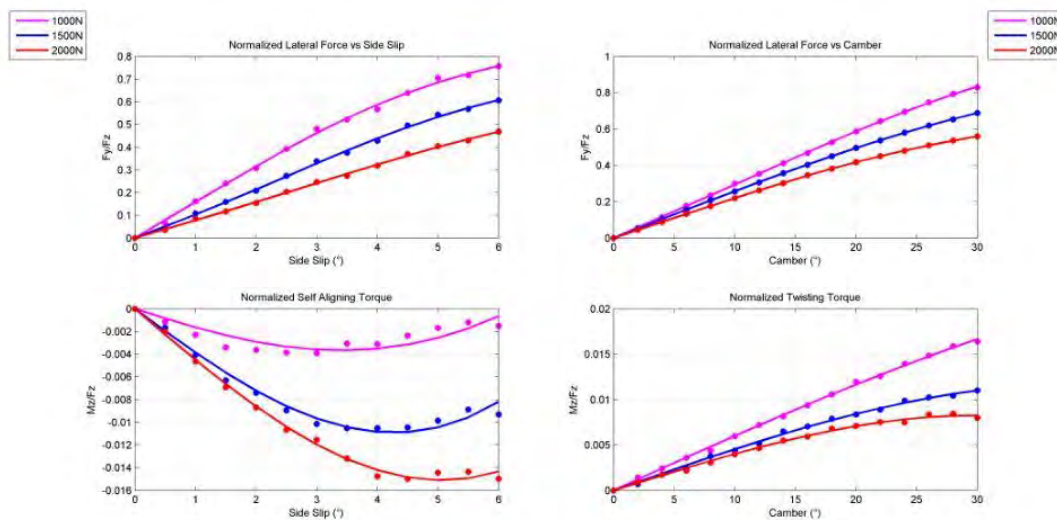 1000N
1500N
2000N
Normalized Lateral Force vs Side Slip
0.8
0.7
0.6
0.5
0.4
0.3
0.2
0.1
0
Fy/Fz
0 1 2 3 4 5 6
Side Slip (°)
1000N
1500N
2000N
Normalized Lateral Force vs Camber
1
0.8
0.6
0.4
0.2
0
Fy/Fz
0 5 10 15 20 25 30
Camber (°)
Normalized Self Aligning Torque
0
-0.002
-0.004
-0.006
-0.008
-0.01
-0.012
-0.014
-0.016
Mz/Fz
0 1 2 3 4 5 6
Side Slip (°)
Normalized Twisting Torque
0.02
0.015
0.01
0.005
0
Mz/Fz
0 5 10 15 20 25 30
Camber (°)